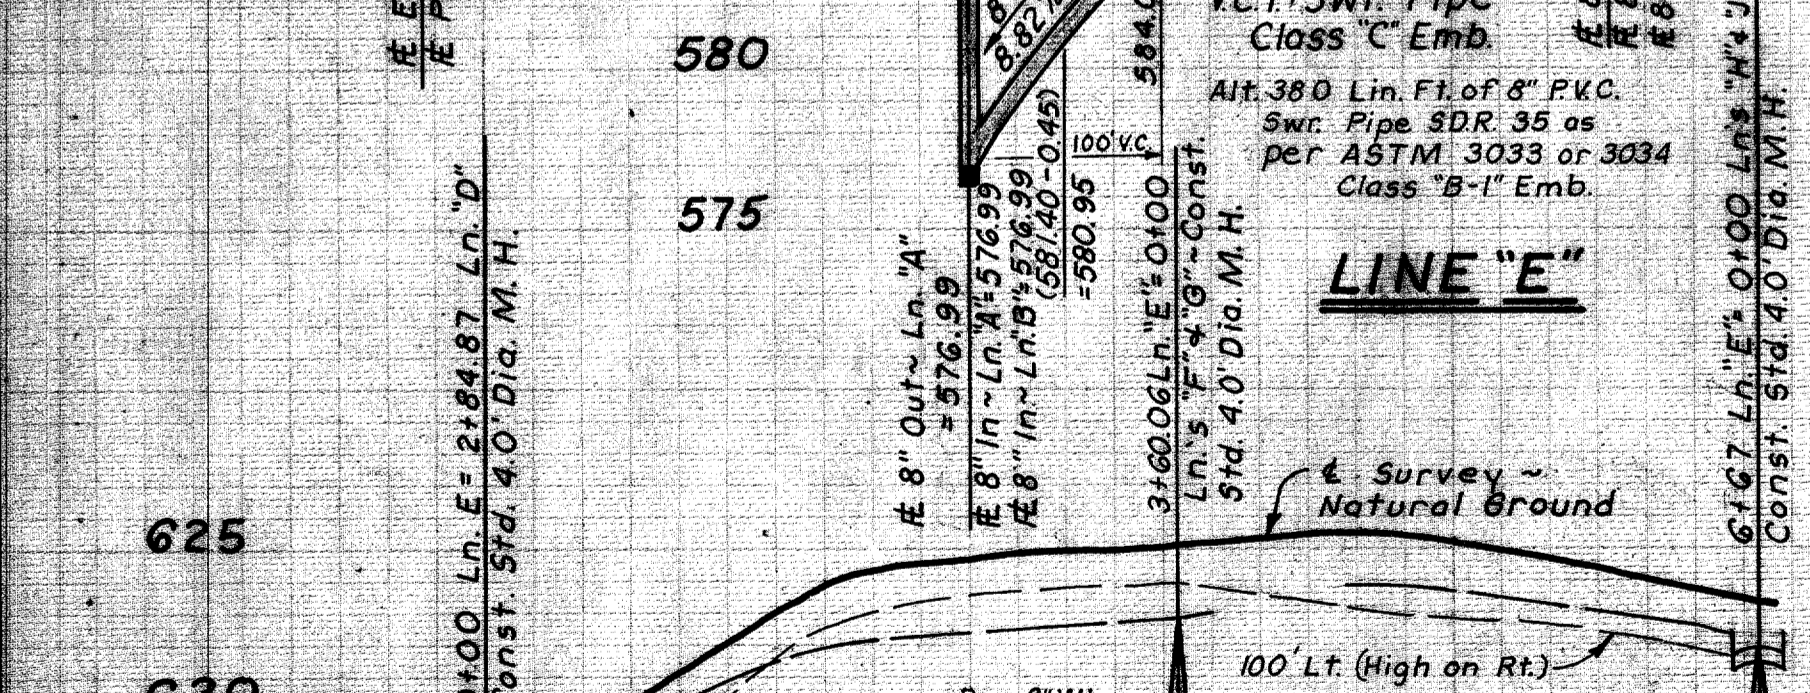 580
575
625
8.82%
V.C.T. Swr. Pipe
Class "C" Emb.
Alt. 380 Lin. Ft. of 8" P.V.C.
Swr. Pipe S.D.R. 35 as
per ASTM 3033 or 3034
Class "B-1" Emb.
LINE "E"
100' V.C.
(581.40-0.45)
=580.95
℄ Survey ~
Natural Ground
100' Lt. (High on Rt.)
+00 Ln. E = 2+84.87 Ln. "D"
Const. Std. 4.0' Dia. M.H.
℄ 8" Out ~ Ln. "A"
= 576.99
℄ 8" In ~ Ln. "A" = 576.99
℄ 8" In. ~ Ln. "B" = 576.99
3+60.06 Ln. "E" = 0+00
Ln.'s "F" & "G" ~ Const.
Std. 4.0' Dia. M.H.
6+67 Ln. "E" = 0+00 Ln's "H" & "J
Const. Std. 4.0' Dia. M.H.